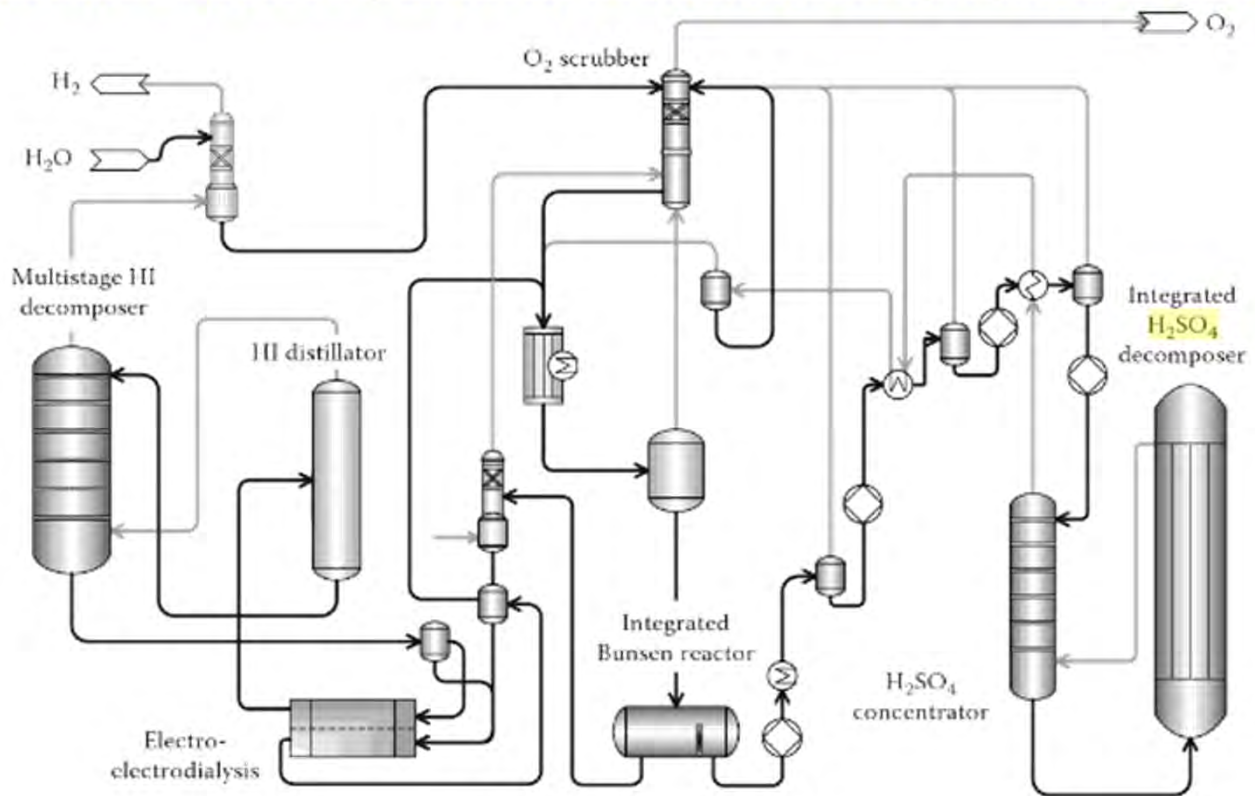 O₂
O₂ scrubber
H₂
H₂O
Multistage HI
decomposer
HI distillator
Integrated
H₂SO₄
decomposer
Integrated
Bunsen reactor
H₂SO₄
concentrator
Electro-
electrodialysis